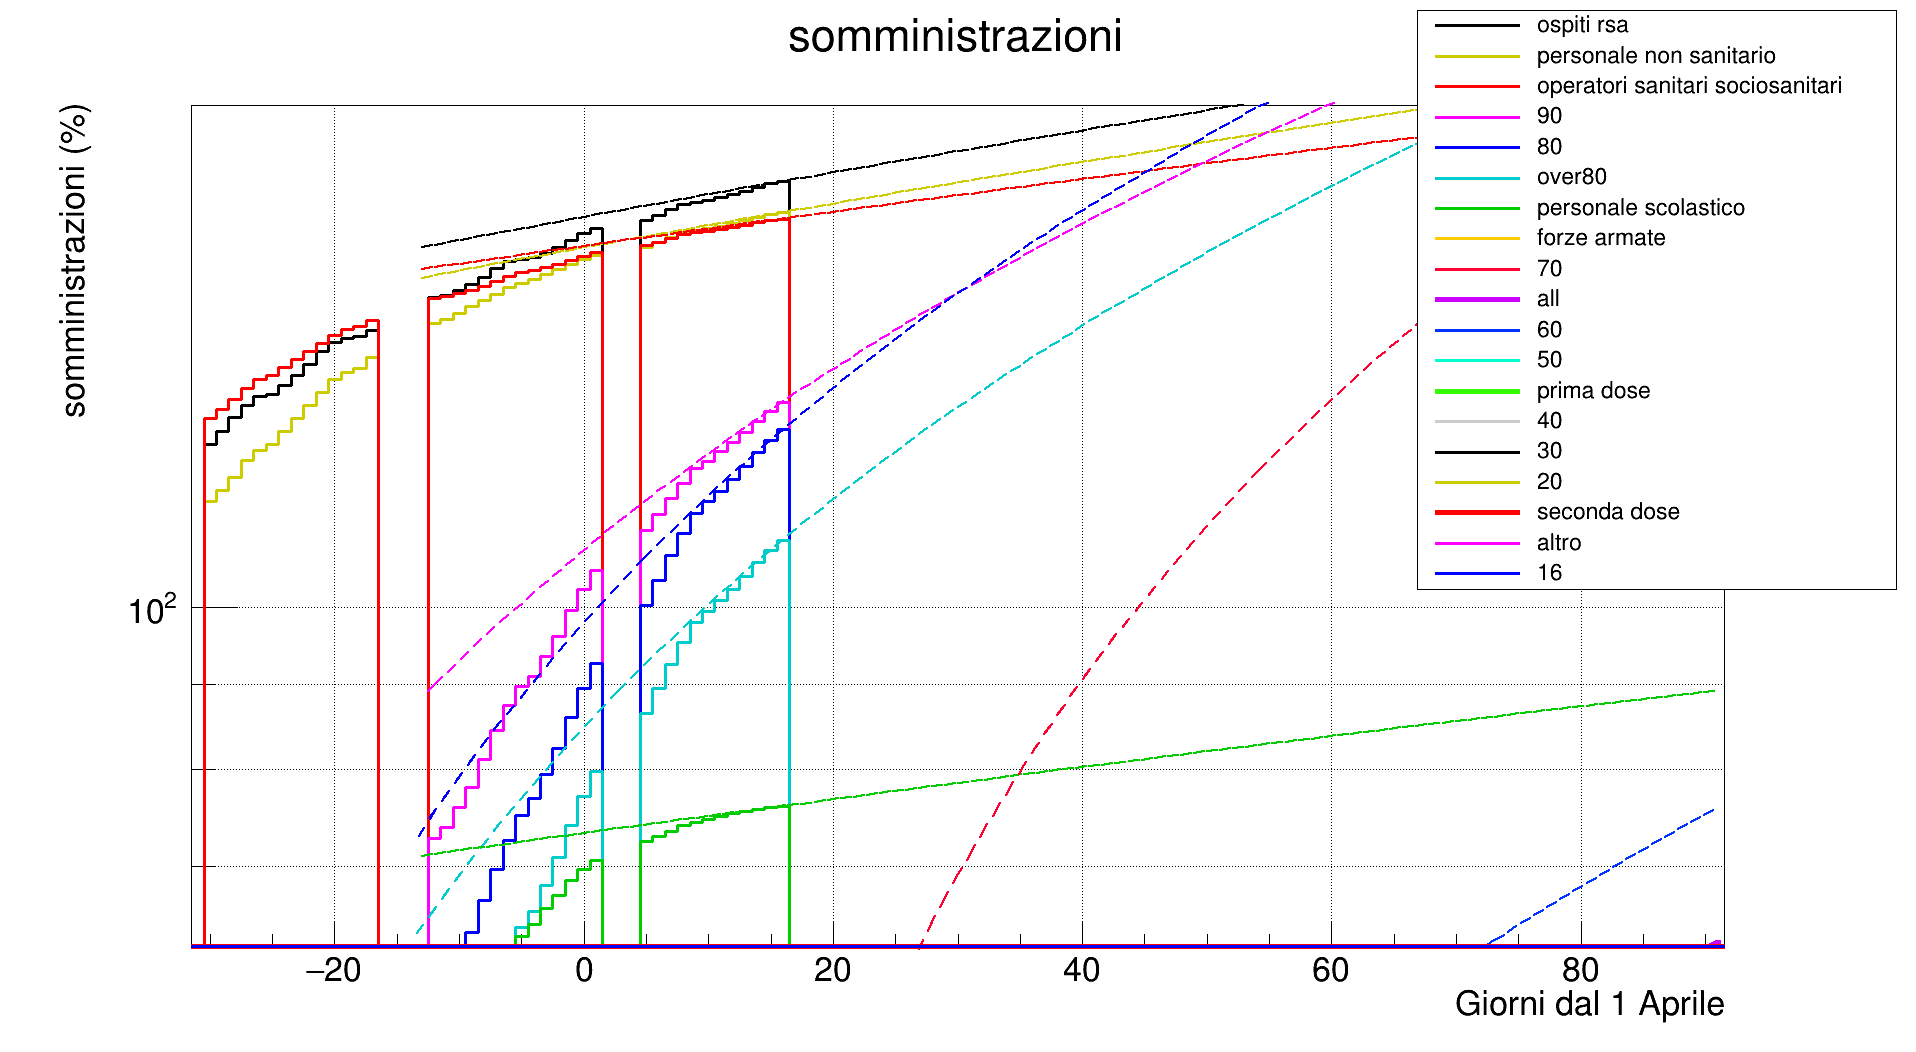 somministrazioni
somministrazioni (%)
10²
−20 0 20 40 60 80
Giorni dal 1 Aprile
ospiti rsa
personale non sanitario
operatori sanitari sociosanitari
90
80
over80
personale scolastico
forze armate
70
all
60
50
prima dose
40
30
20
seconda dose
altro
16